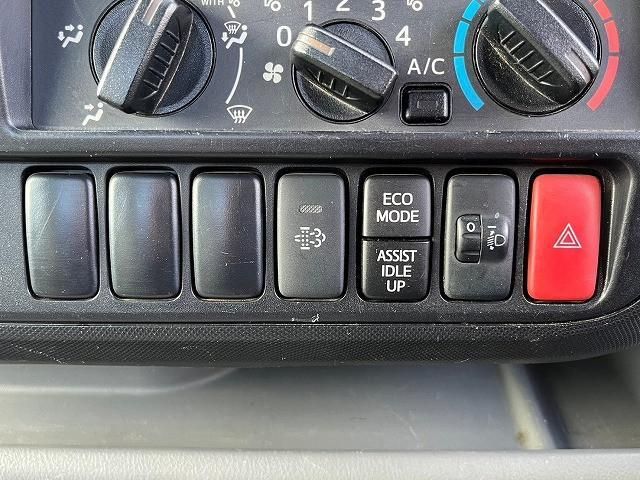 WITH
0 1 2 3 4
A/C
ECO
MODE
ASSIST
IDLE
UP
0